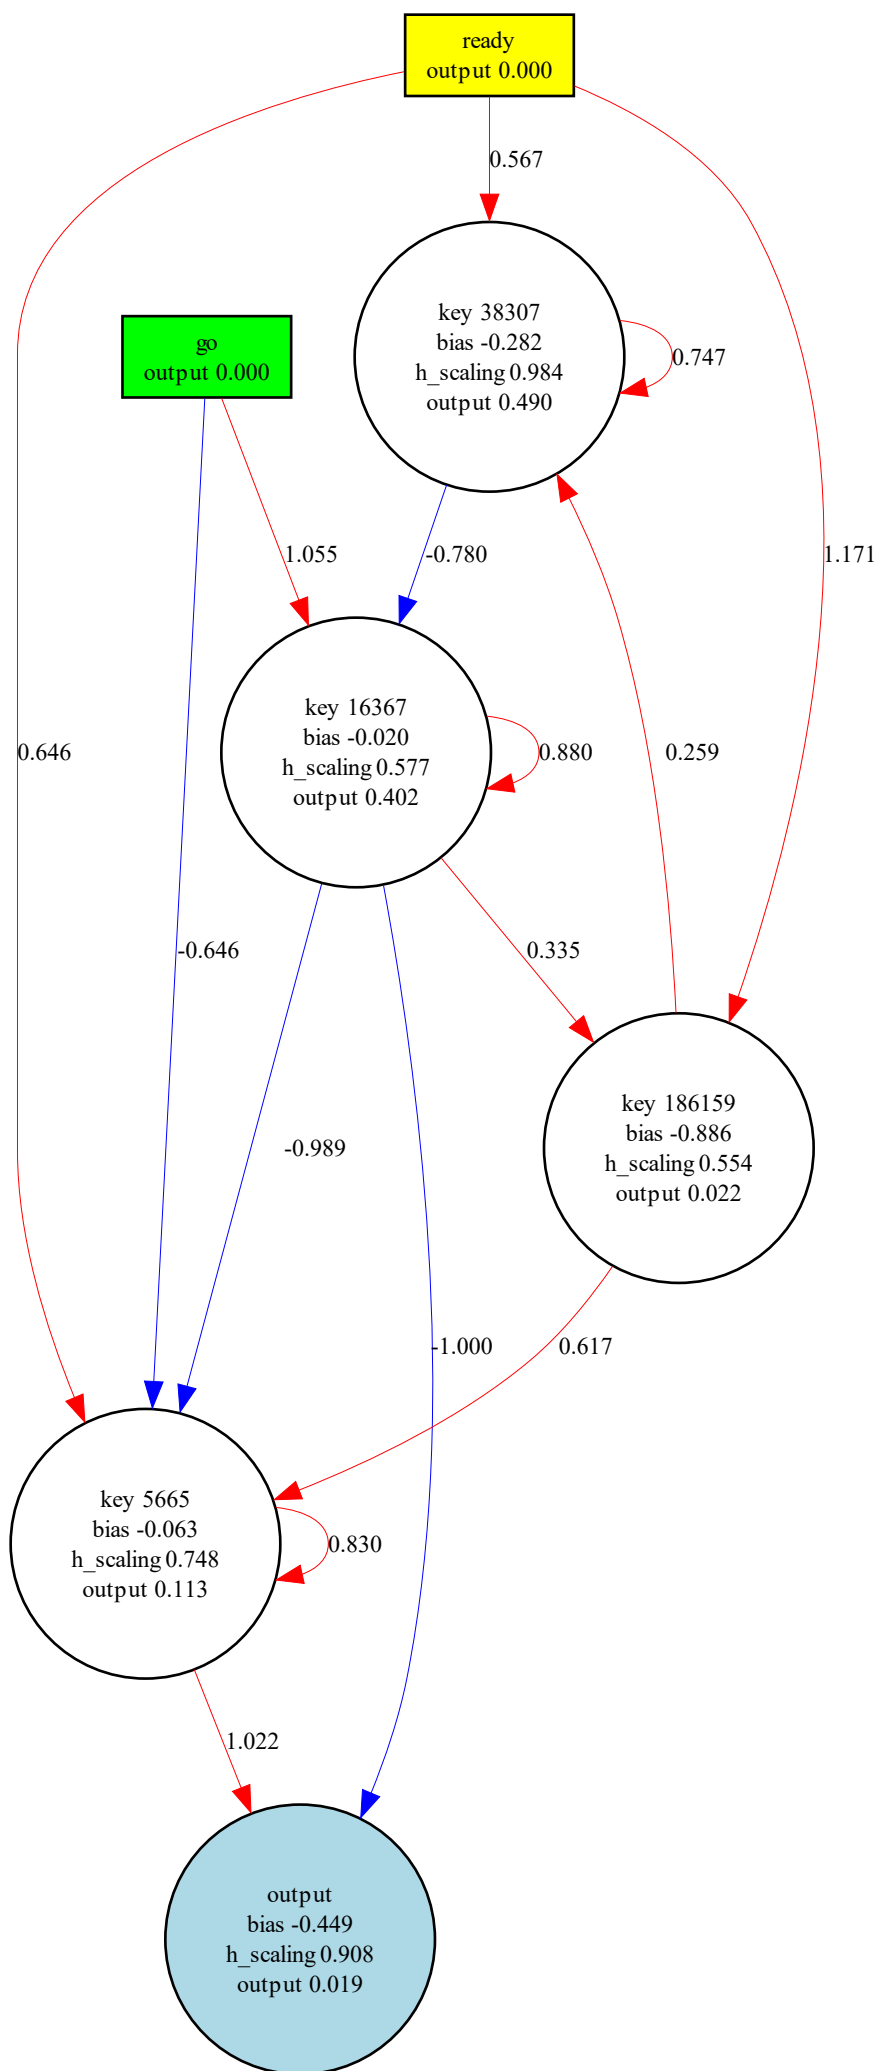 ready
output 0.000
0.567
go
output 0.000
key 38307
bias -0.282
h_scaling 0.984
output 0.490
0.747
1.055
-0.780
1.171
key 16367
bias -0.020
h_scaling 0.577
output 0.402
0.646
0.880
0.259
-0.646
0.335
key 186159
bias -0.886
h_scaling 0.554
output 0.022
-0.989
-1.000
0.617
key 5665
bias -0.063
h_scaling 0.748
output 0.113
0.830
1.022
output
bias -0.449
h_scaling 0.908
output 0.019